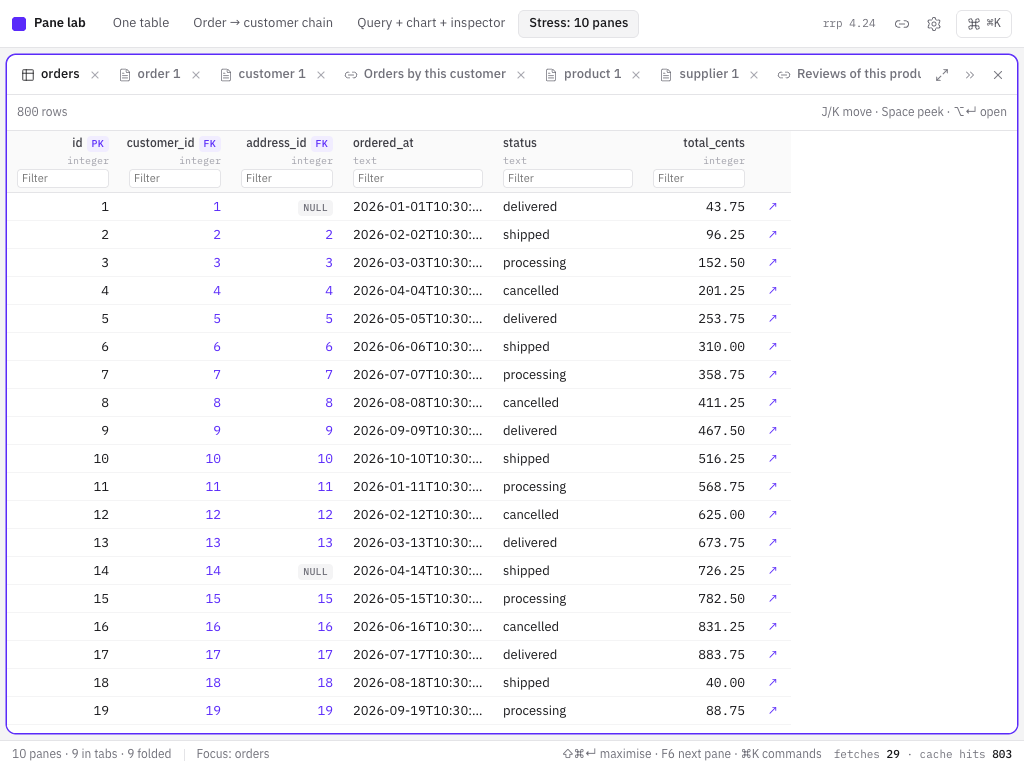 Pane lab One table Order → customer chain Query + chart + inspector Stress: 10 panes rrp 4.24 ⌘ ⌘K
orders × order 1 × customer 1 × Orders by this customer × product 1 × supplier 1 × Reviews of this produ » ×
800 rows J/K move · Space peek · ⌥↵ open
id PK customer_id FK address_id FK ordered_at status total_cents
integer integer integer text text integer
Filter Filter Filter Filter Filter Filter
1 1 NULL 2026-01-01T10:30:... delivered 43.75 ↗
2 2 2 2026-02-02T10:30:... shipped 96.25 ↗
3 3 3 2026-03-03T10:30:... processing 152.50 ↗
4 4 4 2026-04-04T10:30:... cancelled 201.25 ↗
5 5 5 2026-05-05T10:30:... delivered 253.75 ↗
6 6 6 2026-06-06T10:30:... shipped 310.00 ↗
7 7 7 2026-07-07T10:30:... processing 358.75 ↗
8 8 8 2026-08-08T10:30:... cancelled 411.25 ↗
9 9 9 2026-09-09T10:30:... delivered 467.50 ↗
10 10 10 2026-10-10T10:30:... shipped 516.25 ↗
11 11 11 2026-01-11T10:30:... processing 568.75 ↗
12 12 12 2026-02-12T10:30:... cancelled 625.00 ↗
13 13 13 2026-03-13T10:30:... delivered 673.75 ↗
14 14 NULL 2026-04-14T10:30:... shipped 726.25 ↗
15 15 15 2026-05-15T10:30:... processing 782.50 ↗
16 16 16 2026-06-16T10:30:... cancelled 831.25 ↗
17 17 17 2026-07-17T10:30:... delivered 883.75 ↗
18 18 18 2026-08-18T10:30:... shipped 40.00 ↗
19 19 19 2026-09-19T10:30:... processing 88.75 ↗
10 panes · 9 in tabs · 9 folded Focus: orders ⇧⌘↵ maximise · F6 next pane · ⌘K commands fetches 29 · cache hits 803